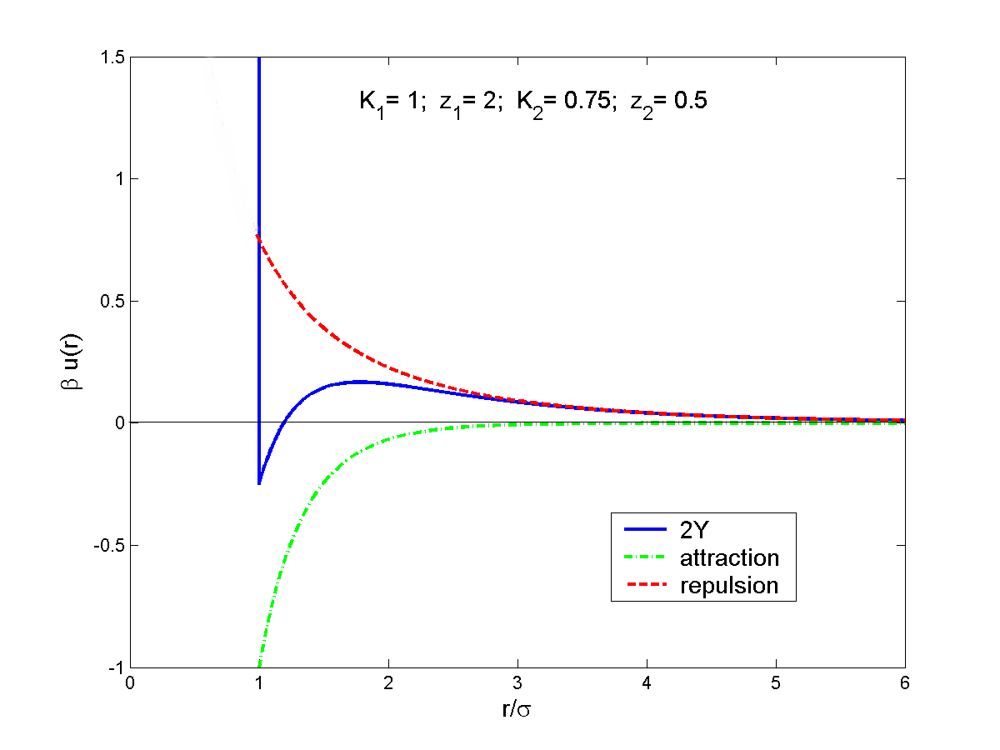 1.5
K1= 1; z1= 2; K2= 0.75; z2= 0.5
1
0.5
β u(r)
0
-0.5
2Y
attraction
repulsion
-1
0 1 2 3 4 5 6
r/σ